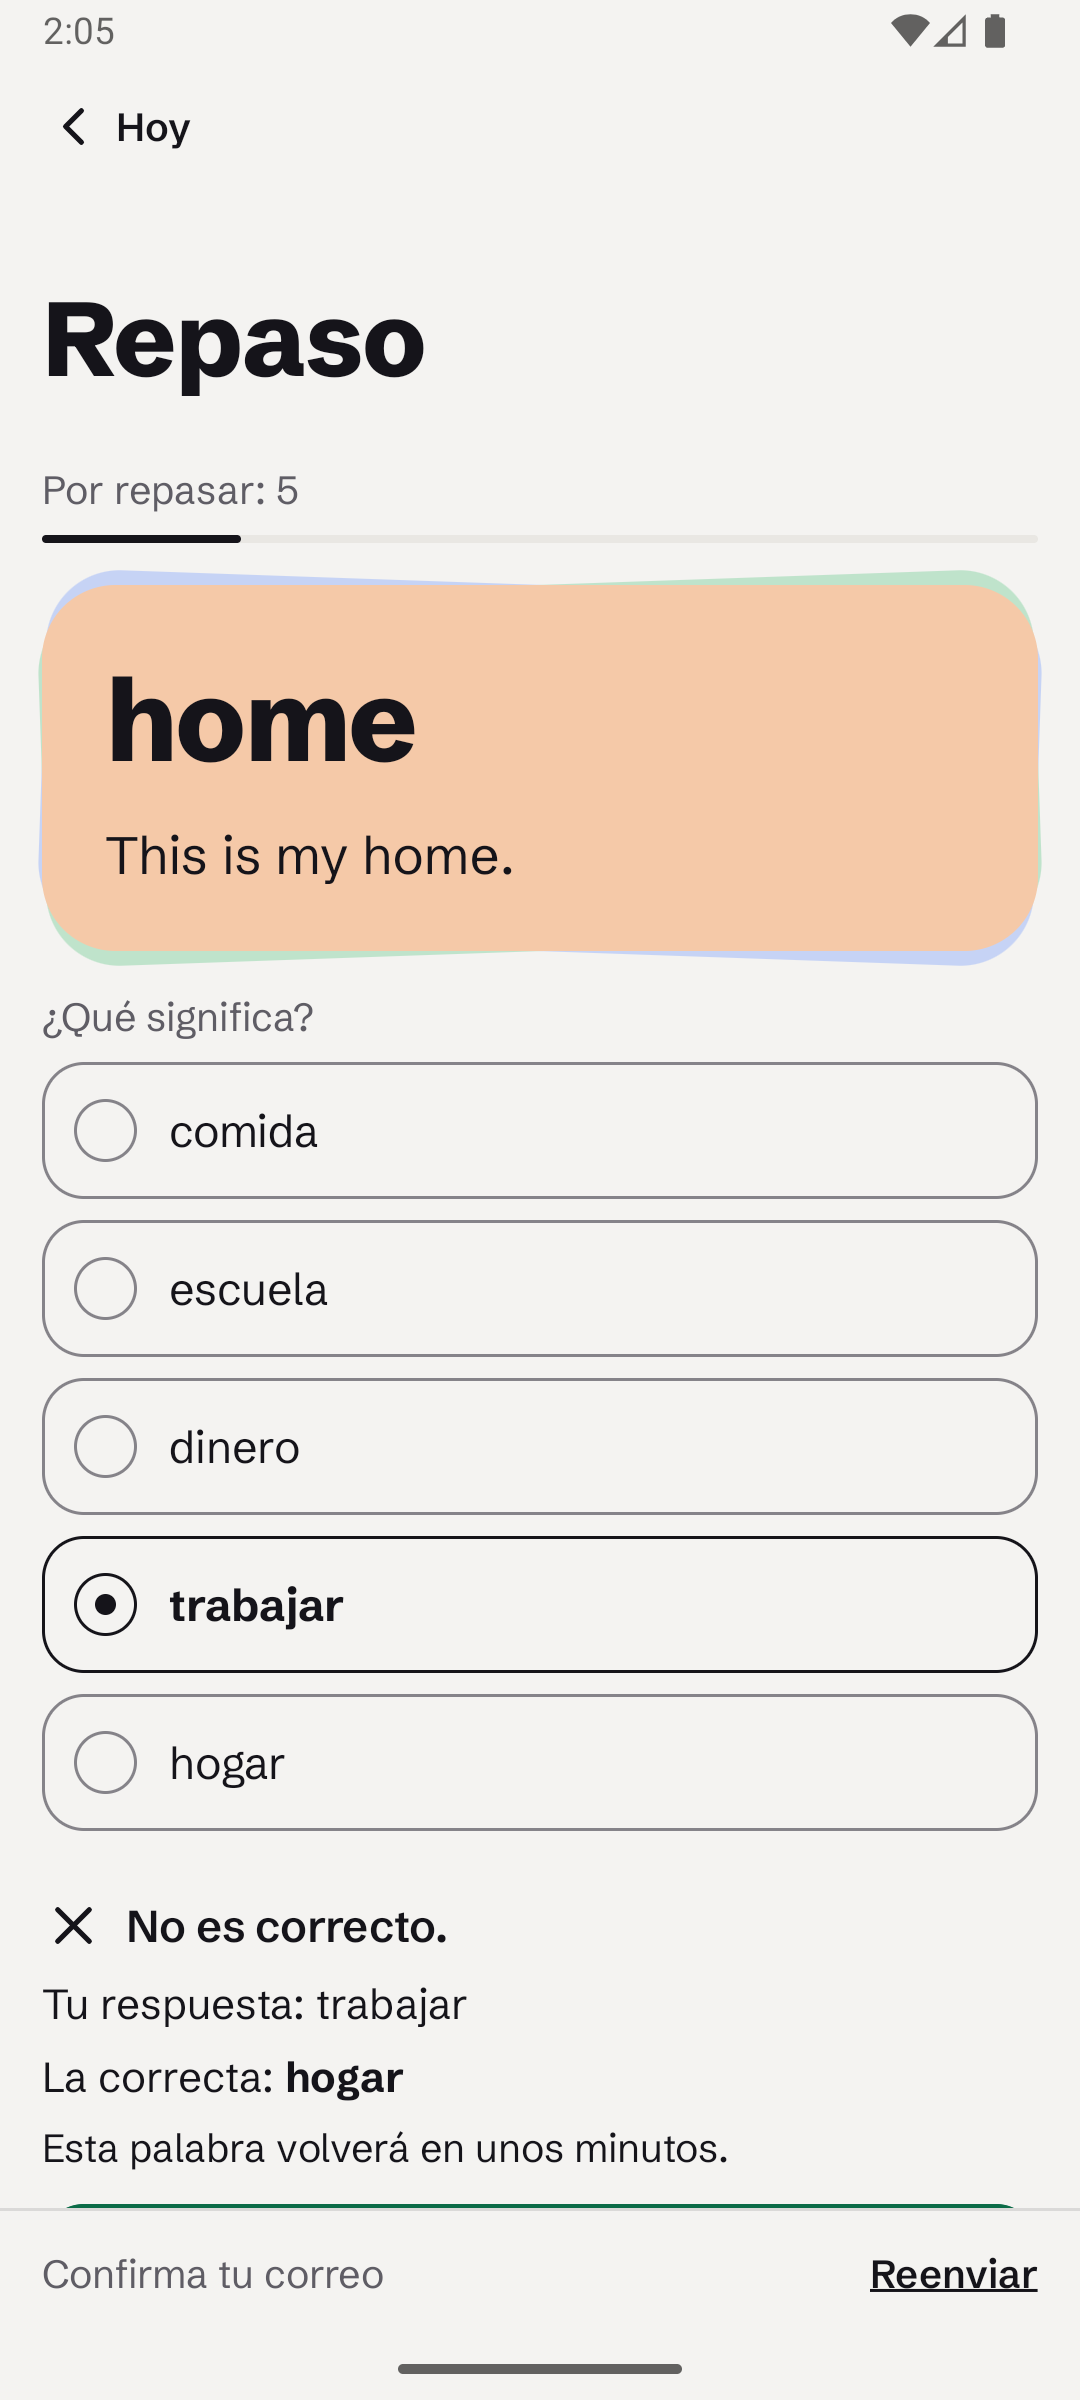 2:05
Hoy
Repaso
Por repasar: 5
home
This is my home.
¿Qué significa?
comida
escuela
dinero
trabajar
hogar
No es correcto.
Tu respuesta: trabajar
La correcta: hogar
Esta palabra volverá en unos minutos.
Confirma tu correo
Reenviar